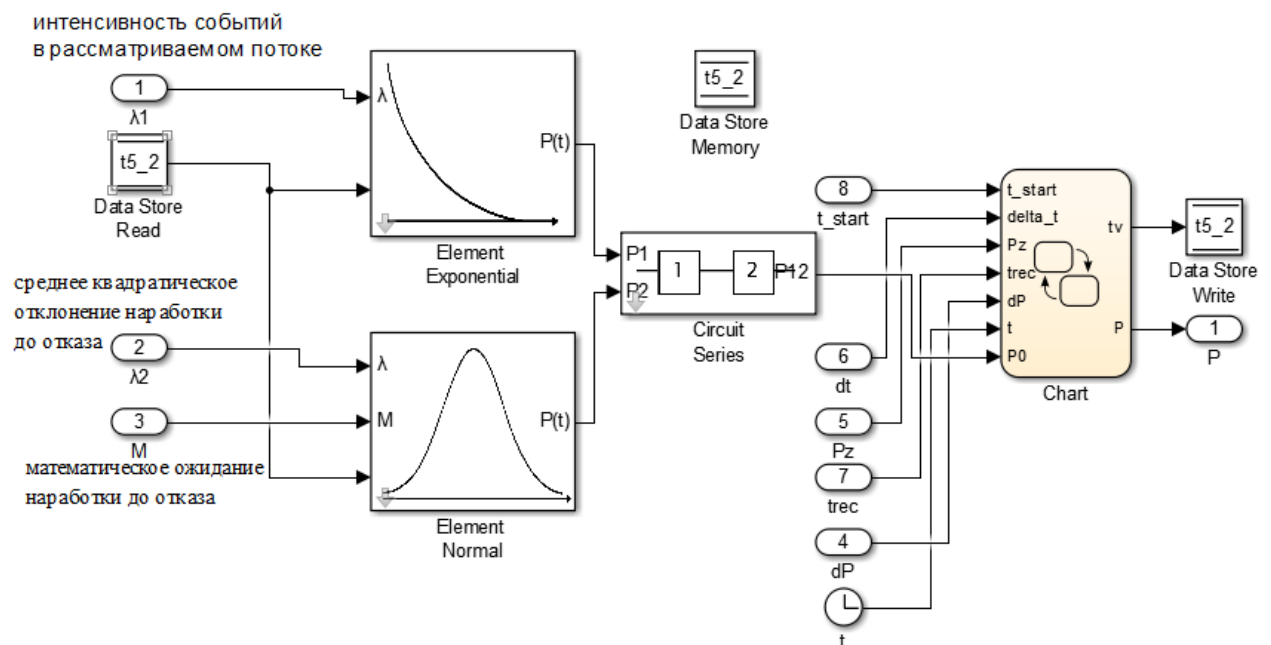 интенсивность событий
в рассматриваемом потоке
1
λ1
t5_2
Data Store
Read
среднее квадратическое
отклонение наработки
до отказа
2
λ2
3
M
математическое ожидание
наработки до отказа
λ
P(t)
Element
Exponential
λ
M
P(t)
Element
Normal
t5_2
Data Store
Memory
P1
P2
1
2
P12
Circuit
Series
8
t_start
6
dt
5
Pz
7
trec
4
dP
t
t_start
delta_t
Pz
trec
dP
t
P0
tv
P
Chart
t5_2
Data Store
Write
1
P